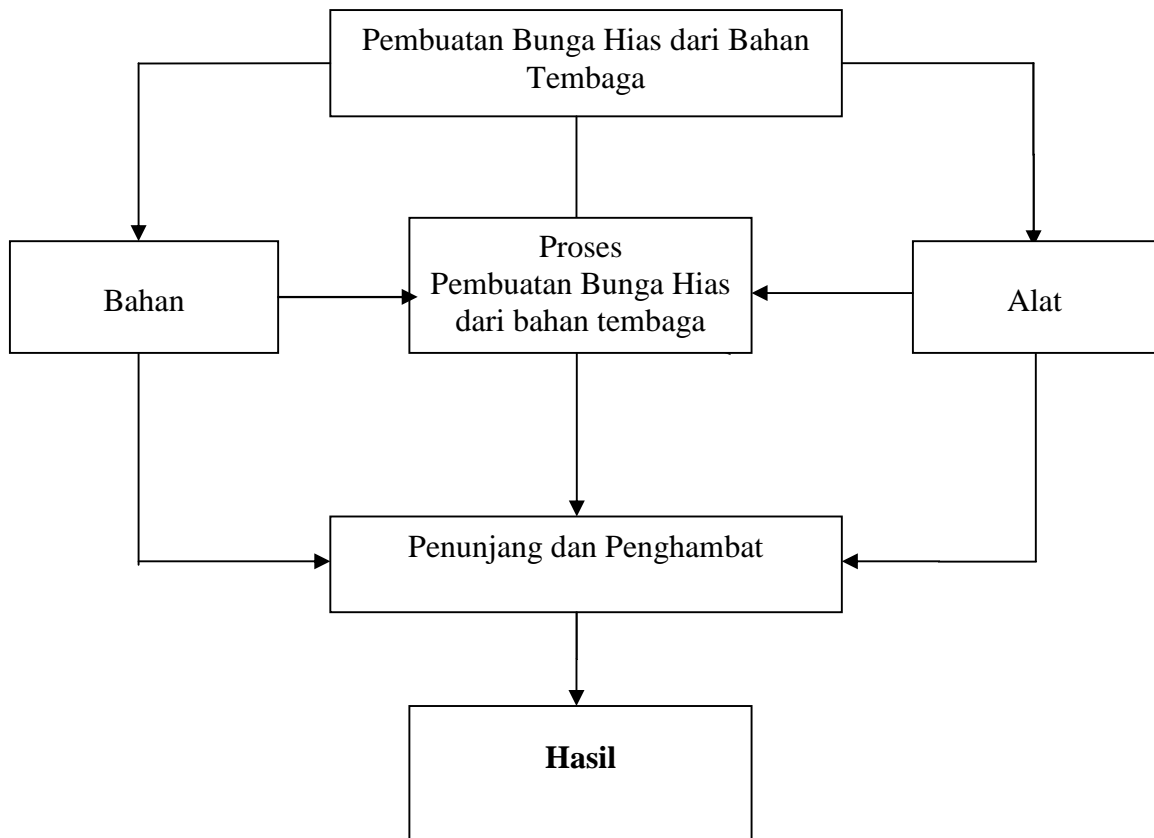 Pembuatan Bunga Hias dari Bahan
Tembaga
Bahan
Proses
Pembuatan Bunga Hias
dari bahan tembaga
Alat
Penunjang dan Penghambat
Hasil